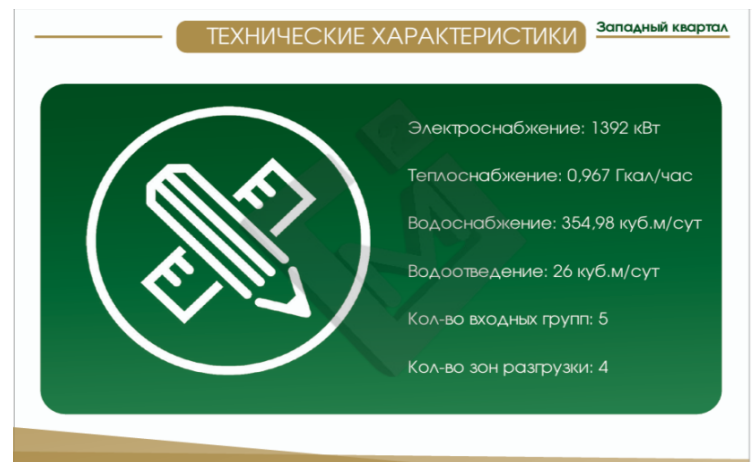 ТЕХНИЧЕСКИЕ ХАРАКТЕРИСТИКИ
Западный квартал
Электроснабжение: 1392 кВт
Теплоснабжение: 0,967 Гкал/час
Водоснабжение: 354,98 куб.м/сут
Водоотведение: 26 куб.м/сут
Кол-во входных групп: 5
Кол-во зон разгрузки: 4